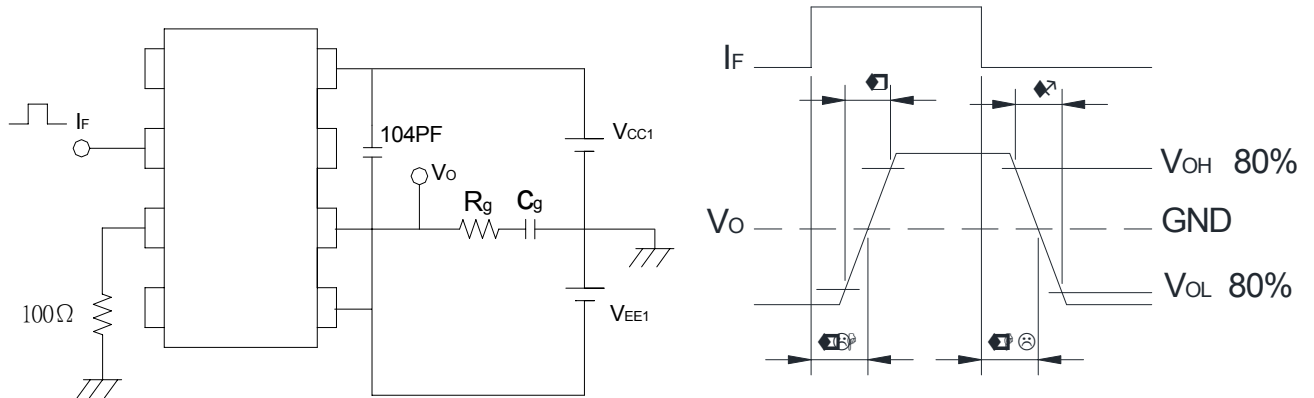 IF
104PF
VCC1
VO
Rg
Cg
100Ω
VEE1
IF
VOH 80%
VO
GND
VOL 80%